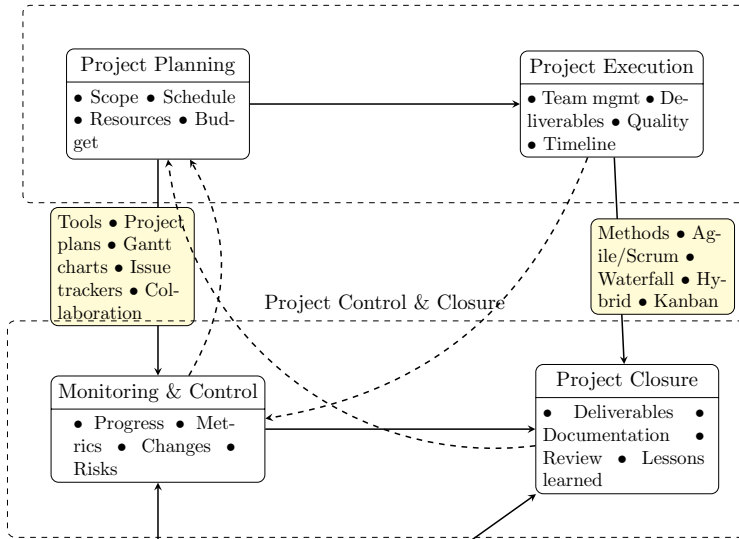 Project Planning
● Scope ● Schedule
● Resources ● Bud-
get
Project Execution
● Team mgmt ● De-
liverables ● Quality
● Timeline
Tools ● Project
plans ● Gantt
charts ● Issue
trackers ● Col-
laboration
Methods ● Ag-
ile/Scrum ●
Waterfall ● Hy-
brid ● Kanban
Project Control & Closure
Monitoring & Control
● Progress ● Met-
rics ● Changes ●
Risks
Project Closure
● Deliverables ●
Documentation ●
Review ● Lessons
learned